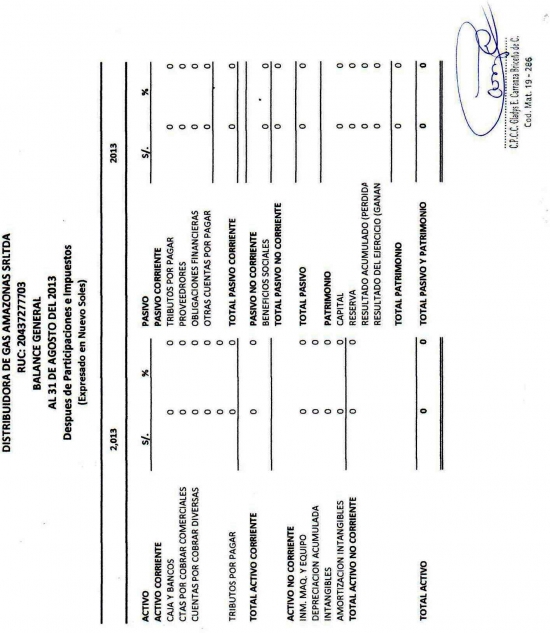 DISTRIBUIDORA DE GAS AMAZONAS SRLTDA
RUC: 20437277703
BALANCE GENERAL
AL 31 DE AGOSTO DEL 2013
Despues de Participaciones e Impuestos
(Expresado en Nuevo Soles)
2,013 2013
ACTIVO S/. % PASIVO S/. %
ACTIVO CORRIENTE PASIVO CORRIENTE
CAJA Y BANCOS 0 0 TRIBUTOS POR PAGAR 0 0
CTAS POR COBRAR COMERCIALES 0 0 PROVEEDRORES 0 0
CUENTAS POR COBRAR DIVERSAS 0 0 OBLIGACIONES FINANCIERAS 0 0
0 0 OTRAS CUENTAS POR PAGAR 0 0
0 0
TRIBUTOS POR PAGAR 0 0 TOTAL PASIVO CORRIENTE 0 0
TOTAL ACTIVO CORRIENTE 0 0 PASIVO NO CORRIENTE
BENEFICIOS SOCIALES 0 0
TOTAL PASIVO NO CORRIENTE 0 0
ACTIVO NO CORRIENTE
INM. MAQ. Y EQUIPO 0 0 TOTAL PASIVO 0 0
DEPRECIACION ACUMULADA 0 0
INTANGIBLES 0 0 PATRIMONIO
AMORTIZACION INTANGIBLES 0 0 CAPITAL 0 0
TOTAL ACTIVO NO CORRIENTE 0 0 RESERVA 0 0
RESULTADO ACUMULADO (PERDIDA 0 0
RESULTADO DEL EJERCICIO (GANAN 0 0
TOTAL PATRIMONIO 0 0
TOTAL ACTIVO 0 0 TOTAL PASIVO Y PATRIMONIO 0 0
C.P.C.C. Gladys E. Carranza Briceño de C.
Cod. Mat. 19 - 286